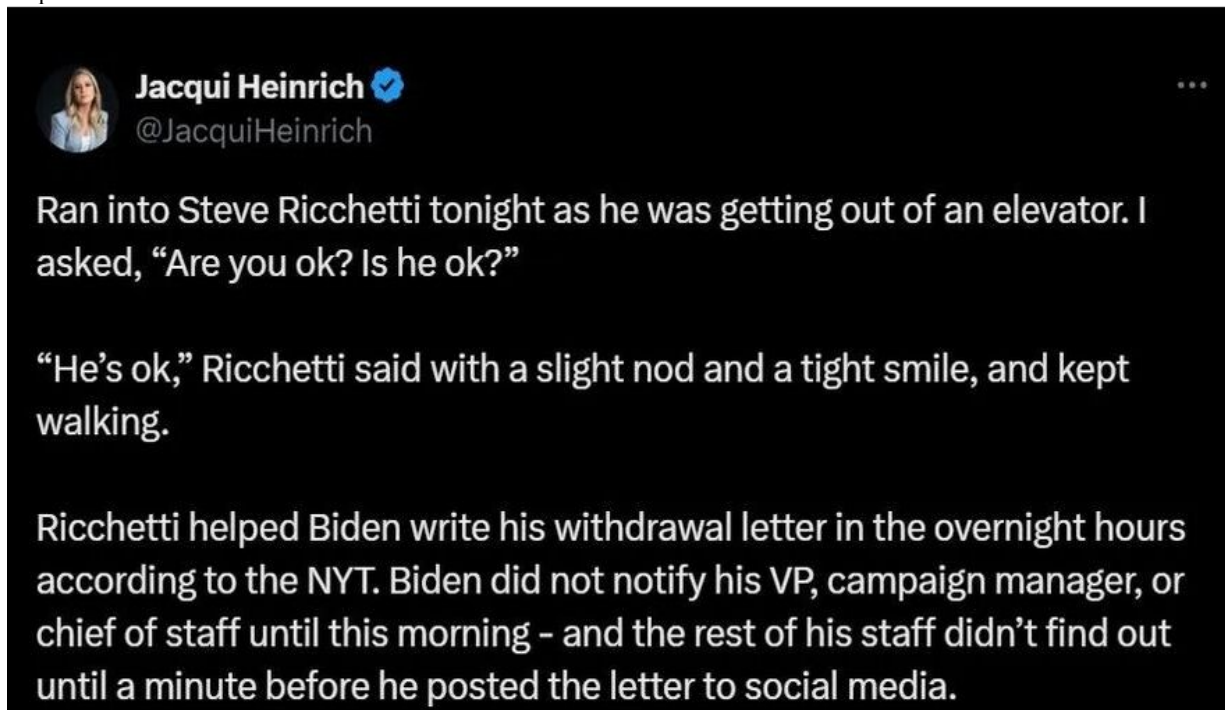 Jacqui Heinrich
@JacquiHeinrich
Ran into Steve Ricchetti tonight as he was getting out of an elevator. I
asked, “Are you ok? Is he ok?”
“He’s ok,” Ricchetti said with a slight nod and a tight smile, and kept
walking.
Ricchetti helped Biden write his withdrawal letter in the overnight hours
according to the NYT. Biden did not notify his VP, campaign manager, or
chief of staff until this morning - and the rest of his staff didn’t find out
until a minute before he posted the letter to social media.